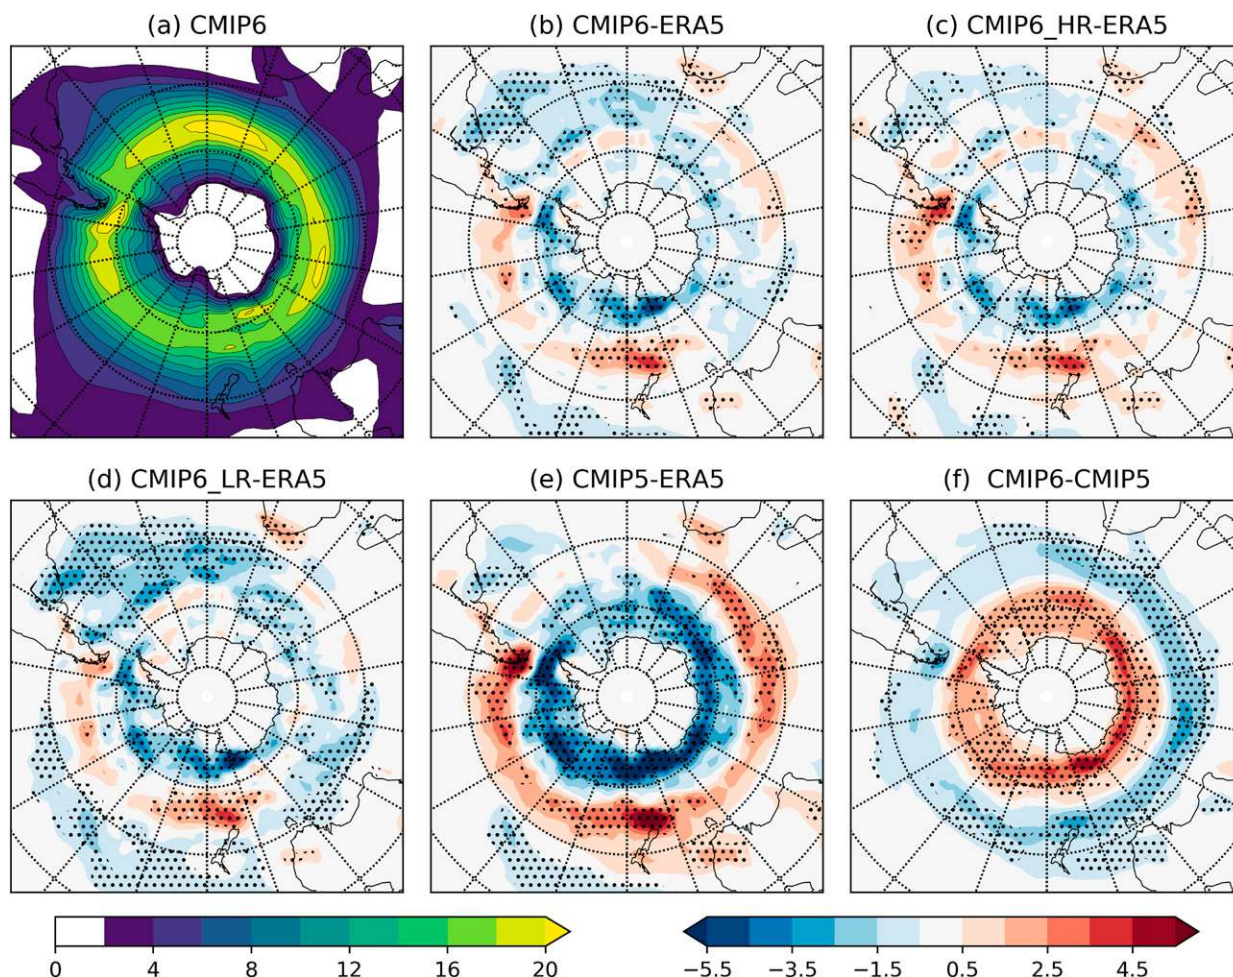 (a) CMIP6
(b) CMIP6-ERA5
(c) CMIP6_HR-ERA5
(d) CMIP6_LR-ERA5
(e) CMIP5-ERA5
(f) CMIP6-CMIP5
0 4 8 12 16 20
−5.5 −3.5 −1.5 0.5 2.5 4.5